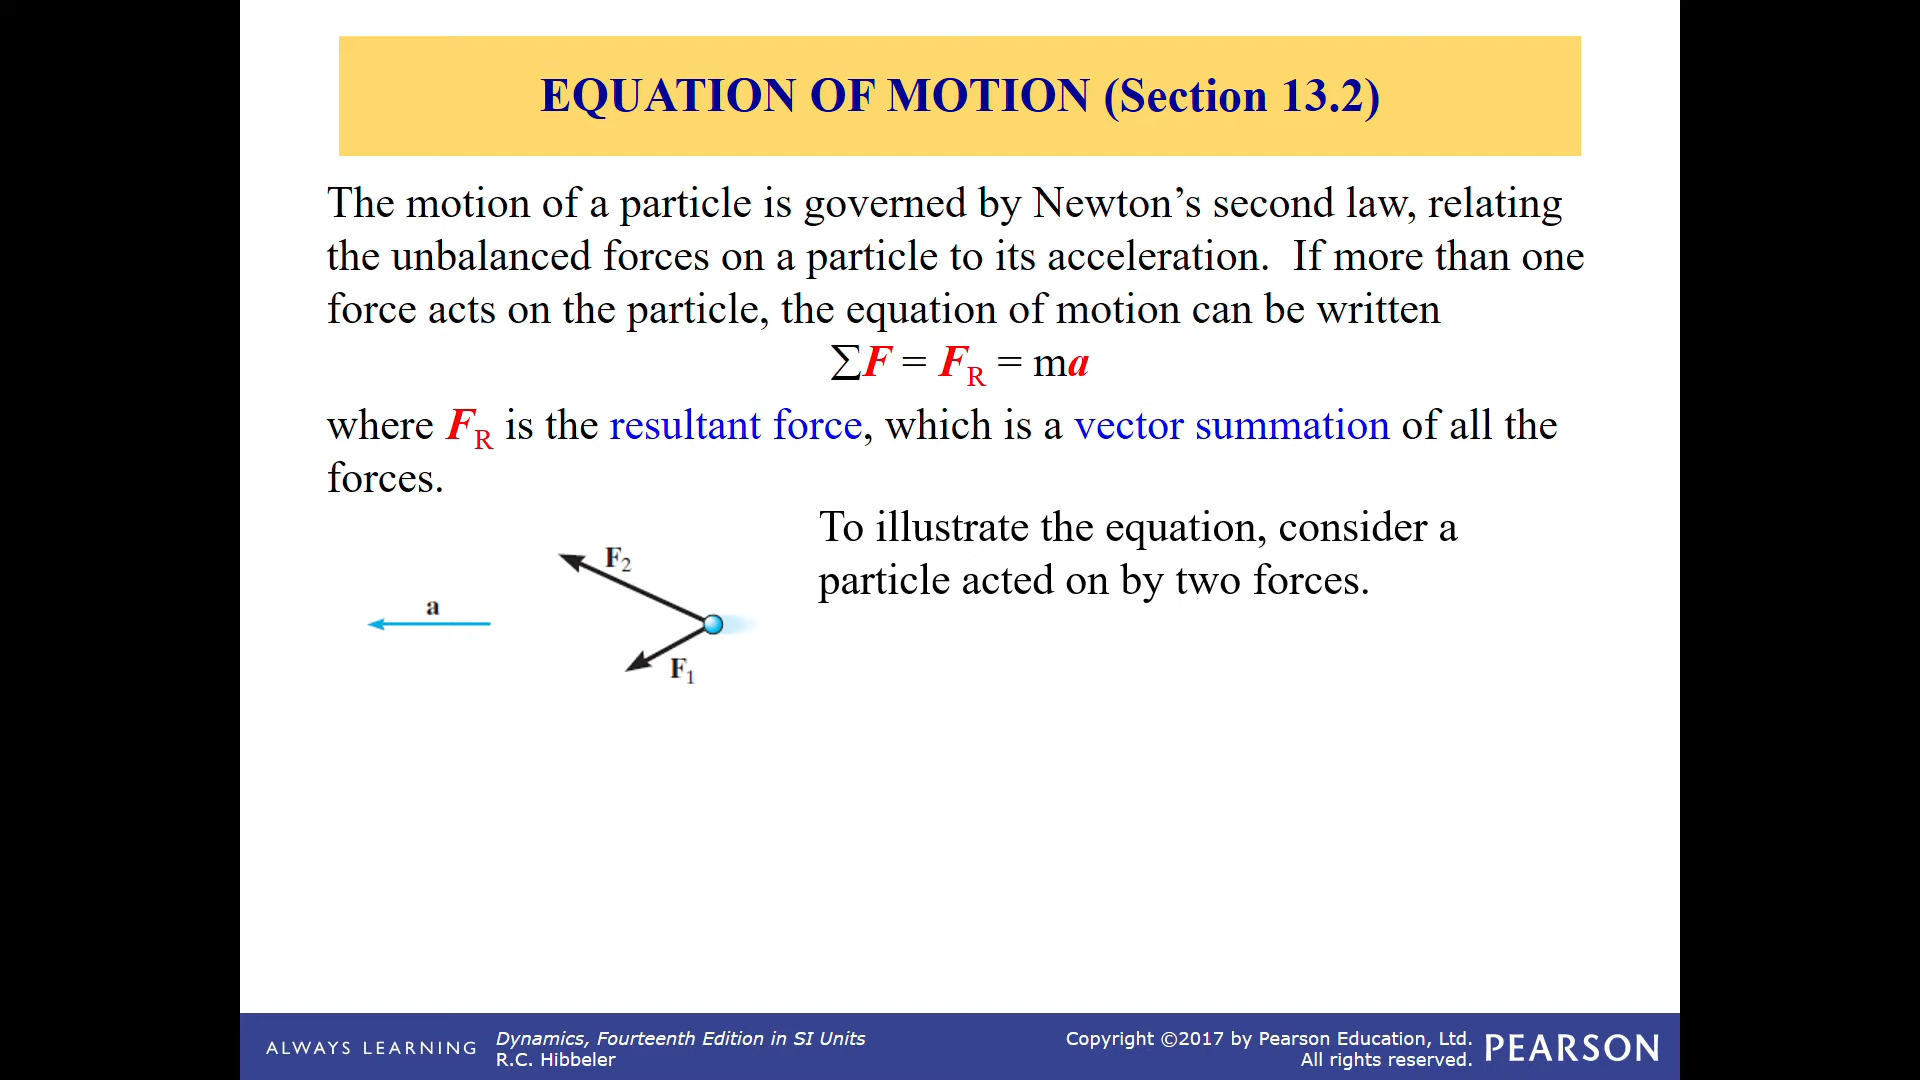 EQUATION OF MOTION (Section 13.2)
The motion of a particle is governed by Newton’s second law, relating
the unbalanced forces on a particle to its acceleration.  If more than one
force acts on the particle, the equation of motion can be written
∑F = F_R = ma
where F_R is the resultant force, which is a vector summation of all the
forces.
To illustrate the equation, consider a
particle acted on by two forces.
F₂
a
F₁
ALWAYS LEARNING
Dynamics, Fourteenth Edition in SI Units
R.C. Hibbeler
Copyright ©2017 by Pearson Education, Ltd.
All rights reserved.
PEARSON